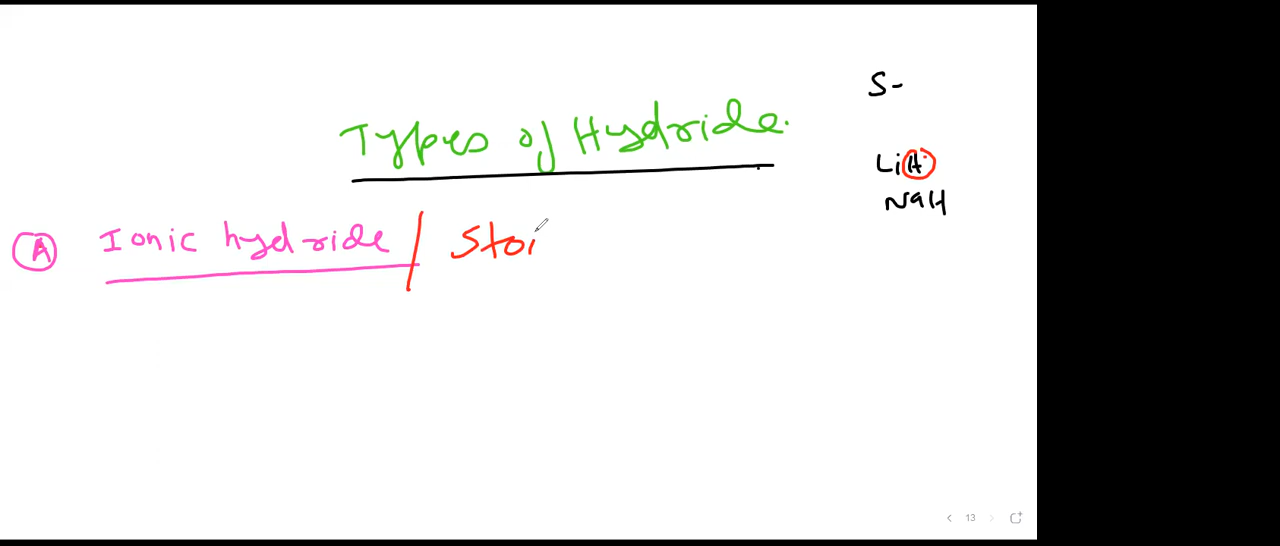 S-
Types of Hydride.
LiH
NaH
A Ionic hydride / Stoi
13